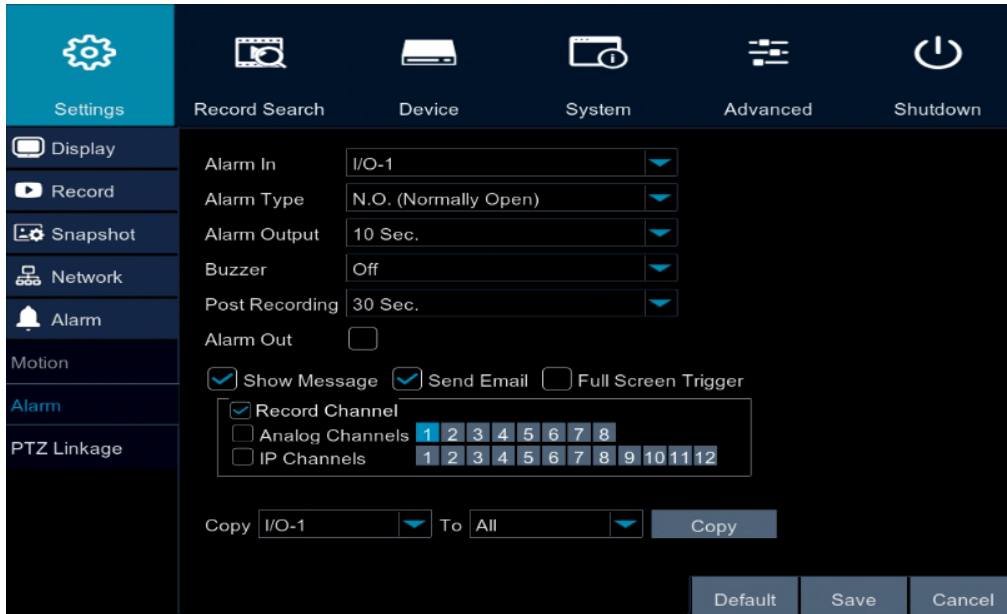 Settings Record Search Device System Advanced Shutdown
Display
Record
Snapshot
Network
Alarm
Motion
Alarm
PTZ Linkage
Alarm In I/O-1
Alarm Type N.O. (Normally Open)
Alarm Output 10 Sec.
Buzzer Off
Post Recording 30 Sec.
Alarm Out
Show Message Send Email Full Screen Trigger
Record Channel
Analog Channels 1 2 3 4 5 6 7 8
IP Channels 1 2 3 4 5 6 7 8 9 10 11 12
Copy I/O-1 To All Copy
Default Save Cancel